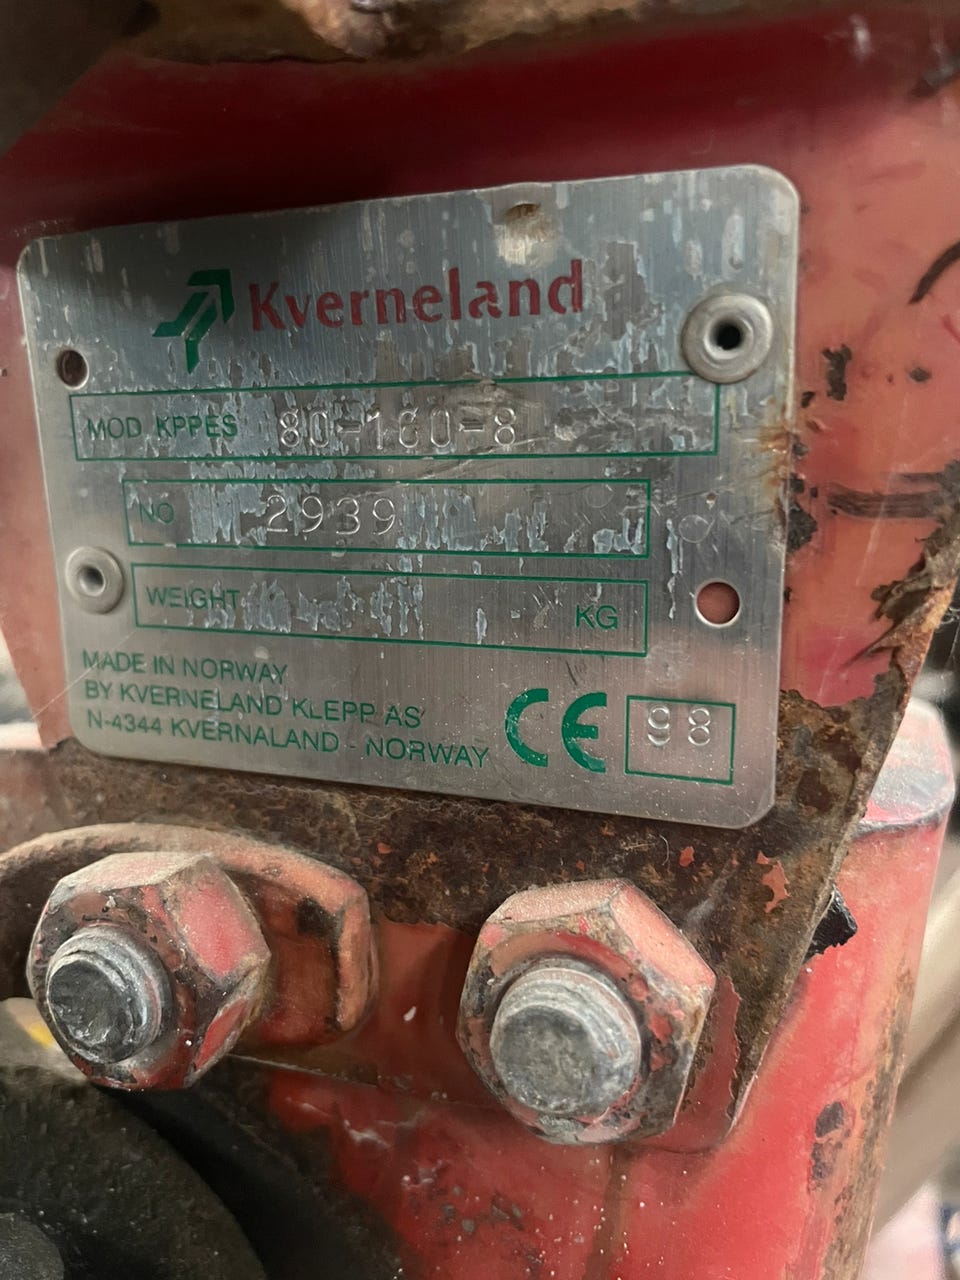 Kverneland
MOD KPPES 80-160-8
NO 2939
WEIGHT KG
MADE IN NORWAY
BY KVERNELAND KLEPP AS
N-4344 KVERNALAND - NORWAY
CE 98